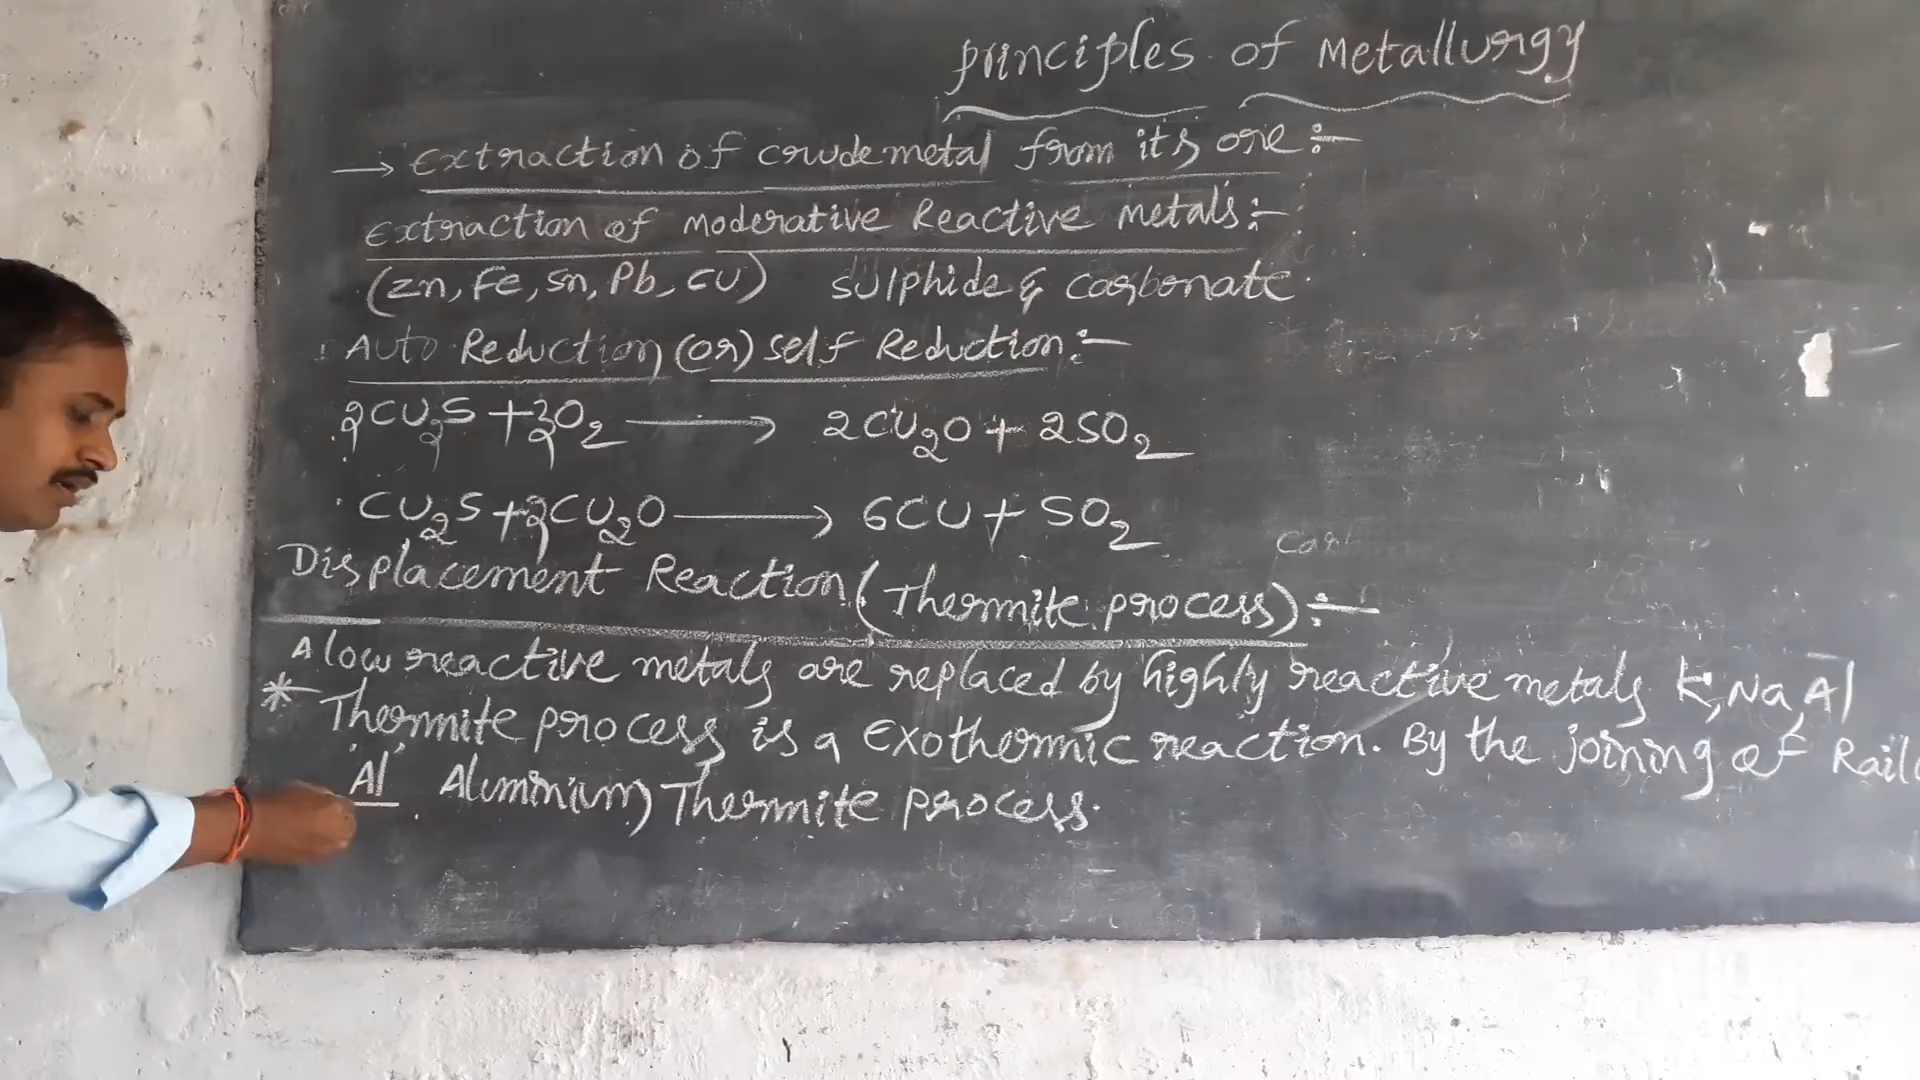 Principles of Metallurgy
→ Extraction of crude metal from its ore :-
Extraction of Moderative Reactive metals :-
(Zn, Fe, Sn, Pb, Cu) Sulphide & Carbonate
Auto Reduction (or) self Reduction :-
2Cu₂S + 3O₂ → 2Cu₂O + 2SO₂
Cu₂S + 2Cu₂O → 6Cu + SO₂
Displacement Reaction (Thermite process) :-
A low reactive metals are replaced by highly reactive metals K, Na, Al
* Thermite process is a Exothermic reaction. By the joining of
Al Aluminium Thermite process.